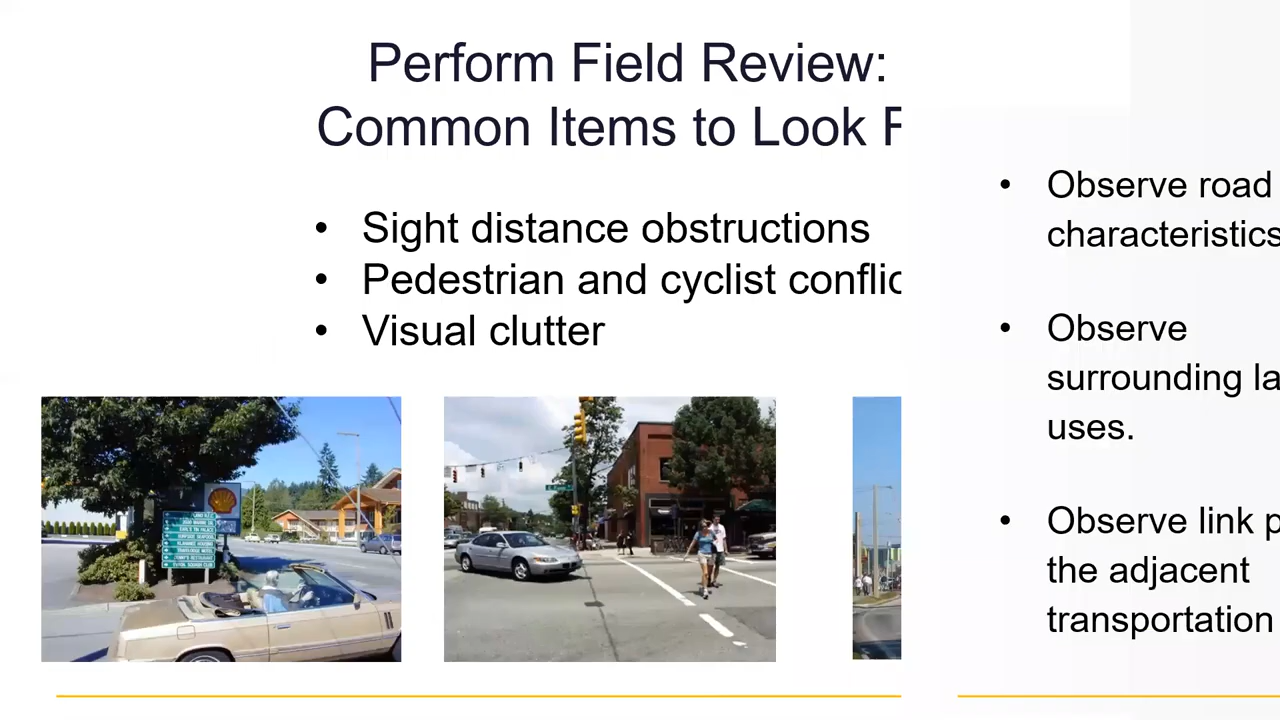 Perform Field Review:
Common Items to Look F
• Sight distance obstructions
• Pedestrian and cyclist conflic
• Visual clutter
• Observe road
characteristics
• Observe
surrounding la
uses.
• Observe link p
the adjacent
transportation